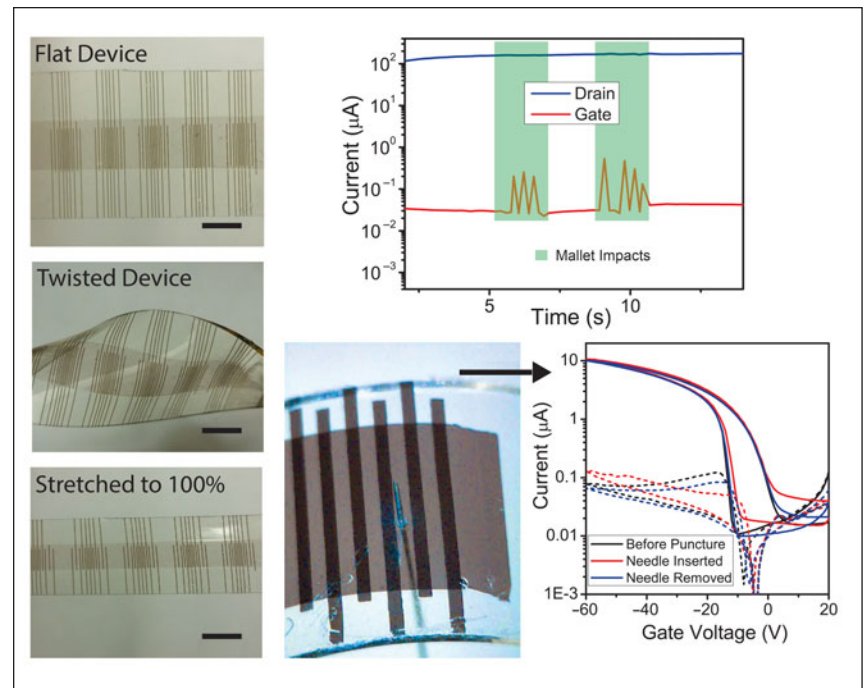 Flat Device
Twisted Device
Stretched to 100%
Current (μA)
10²
10¹
10⁰
10⁻¹
10⁻²
10⁻³
Drain
Gate
Mallet Impacts
5
10
Time (s)
Current (μA)
10
1
0.1
0.01
1E-3
Before Puncture
Needle Inserted
Needle Removed
−60
−40
−20
0
20
Gate Voltage (V)